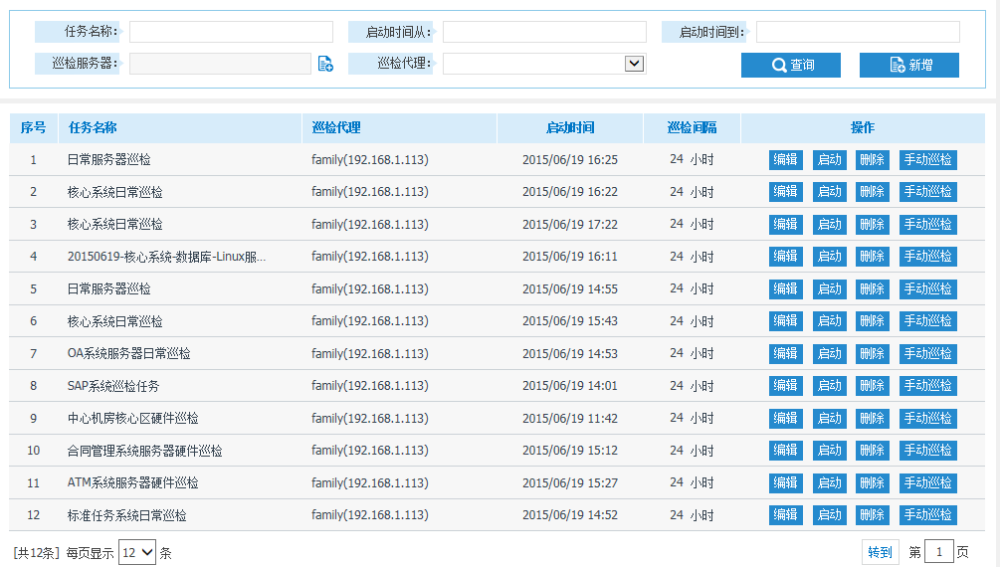 任务名称: 启动时间从: 启动时间到:
巡检服务器: 巡检代理: 查询 新增
序号 任务名称 巡检代理 启动时间 巡检间隔 操作
1 日常服务器巡检 family(192.168.1.113) 2015/06/19 16:25 24 小时 编辑 启动 删除 手动巡检
2 核心系统日常巡检 family(192.168.1.113) 2015/06/19 16:22 24 小时 编辑 启动 删除 手动巡检
3 核心系统日常巡检 family(192.168.1.113) 2015/06/19 17:22 24 小时 编辑 启动 删除 手动巡检
4 20150619-核心系统-数据库-Linux服... family(192.168.1.113) 2015/06/19 16:11 24 小时 编辑 启动 删除 手动巡检
5 日常服务器巡检 family(192.168.1.113) 2015/06/19 14:55 24 小时 编辑 启动 删除 手动巡检
6 核心系统日常巡检 family(192.168.1.113) 2015/06/19 15:43 24 小时 编辑 启动 删除 手动巡检
7 OA系统服务器日常巡检 family(192.168.1.113) 2015/06/19 14:53 24 小时 编辑 启动 删除 手动巡检
8 SAP系统巡检任务 family(192.168.1.113) 2015/06/19 14:01 24 小时 编辑 启动 删除 手动巡检
9 中心机房核心区硬件巡检 family(192.168.1.113) 2015/06/19 11:42 24 小时 编辑 启动 删除 手动巡检
10 合同管理系统服务器硬件巡检 family(192.168.1.113) 2015/06/19 15:12 24 小时 编辑 启动 删除 手动巡检
11 ATM系统服务器硬件巡检 family(192.168.1.113) 2015/06/19 15:27 24 小时 编辑 启动 删除 手动巡检
12 标准任务系统日常巡检 family(192.168.1.113) 2015/06/19 14:52 24 小时 编辑 启动 删除 手动巡检
[共12条] 每页显示 12 条 转到 第 1 页